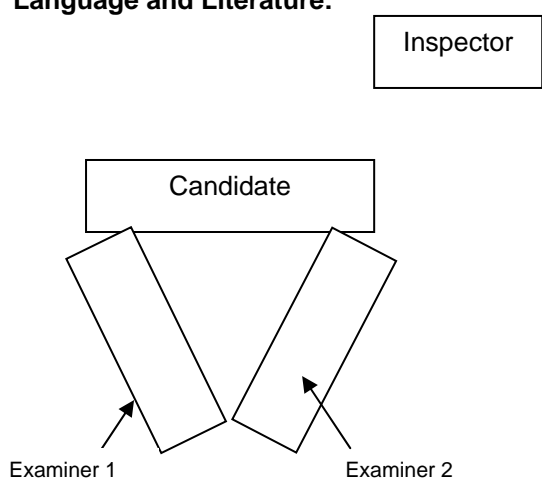 Language and Literature:
Inspector
Candidate
Examiner 1
Examiner 2